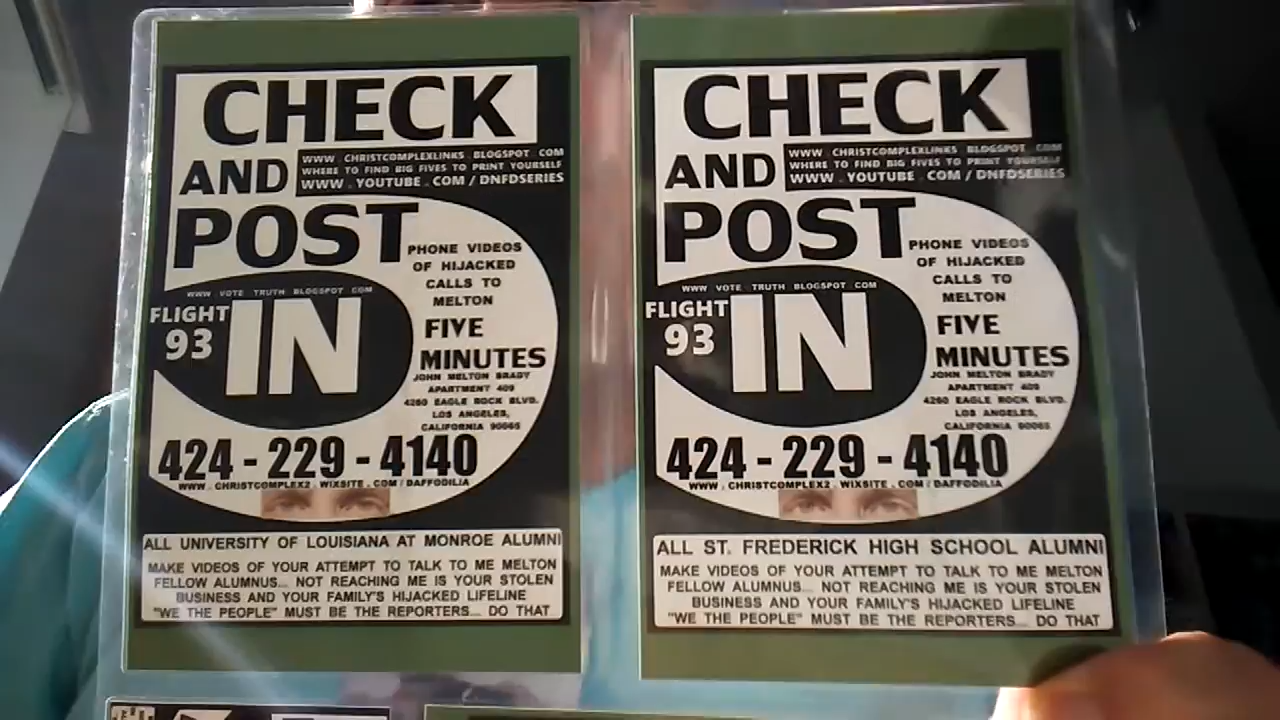 CHECK
AND
WWW . CHRISTCOMPLEXLINKS . BLOGSPOT . COM
WHERE TO FIND BIG FIVES TO PRINT YOURSELF
WWW . YOUTUBE . COM / DNFDSERIES
POST
PHONE VIDEOS
OF HIJACKED
CALLS TO
MELTON
WWW VOTE TRUTH BLOGSPOT COM
FLIGHT
93
IN
FIVE
MINUTES
JOHN MELTON BRADY
APARTMENT 409
4260 EAGLE ROCK BLVD.
LOS ANGELES,
CALIFORNIA 90065
424 - 229 - 4140
WWW . CHRISTCOMPLEX2 . WIXSITE . COM / DAFFODILIA
ALL UNIVERSITY OF LOUISIANA AT MONROE ALUMNI
MAKE VIDEOS OF YOUR ATTEMPT TO TALK TO ME MELTON
FELLOW ALUMNUS... NOT REACHING ME IS YOUR STOLEN
BUSINESS AND YOUR FAMILY'S HIJACKED LIFELINE
"WE THE PEOPLE" MUST BE THE REPORTERS... DO THAT
CHECK
AND
WWW . CHRISTCOMPLEXLINKS . BLOGSPOT . COM
WHERE TO FIND BIG FIVES TO PRINT YOURSELF
WWW . YOUTUBE . COM / DNFDSERIES
POST
PHONE VIDEOS
OF HIJACKED
CALLS TO
MELTON
WWW VOTE TRUTH BLOGSPOT COM
FLIGHT
93
IN
FIVE
MINUTES
JOHN MELTON BRADY
APARTMENT 409
4260 EAGLE ROCK BLVD.
LOS ANGELES,
CALIFORNIA 90065
424 - 229 - 4140
WWW . CHRISTCOMPLEX2 . WIXSITE . COM / DAFFODILIA
ALL ST. FREDERICK HIGH SCHOOL ALUMNI
MAKE VIDEOS OF YOUR ATTEMPT TO TALK TO ME MELTON
FELLOW ALUMNUS... NOT REACHING ME IS YOUR STOLEN
BUSINESS AND YOUR FAMILY'S HIJACKED LIFELINE
"WE THE PEOPLE" MUST BE THE REPORTERS... DO THAT